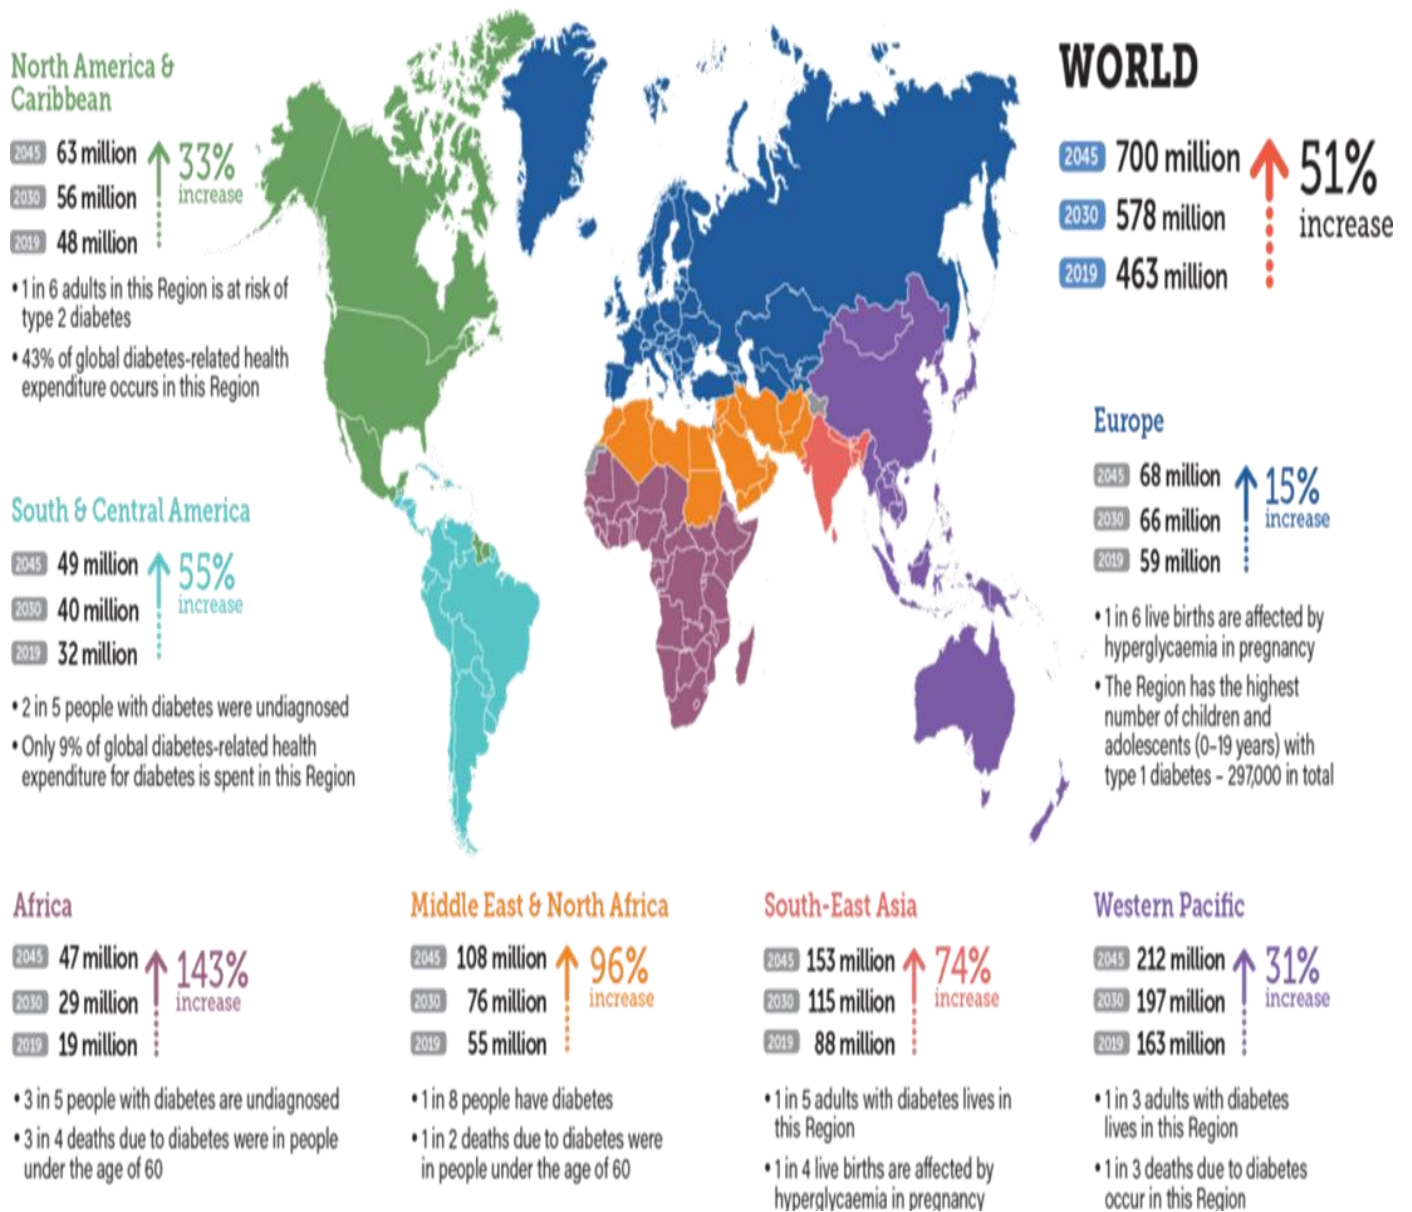 North America &
Caribbean
2045 63 million
2030 56 million
2019 48 million
33%
increase
• 1 in 6 adults in this Region is at risk of
type 2 diabetes
• 43% of global diabetes-related health
expenditure occurs in this Region
WORLD
2045 700 million
2030 578 million
2019 463 million
51%
increase
South & Central America
2045 49 million
2030 40 million
2019 32 million
55%
increase
• 2 in 5 people with diabetes were undiagnosed
• Only 9% of global diabetes-related health
expenditure for diabetes is spent in this Region
Europe
2045 68 million
2030 66 million
2019 59 million
15%
increase
• 1 in 6 live births are affected by
hyperglycaemia in pregnancy
• The Region has the highest
number of children and
adolescents (0–19 years) with
type 1 diabetes – 297,000 in total
Africa
2045 47 million
2030 29 million
2019 19 million
143%
increase
• 3 in 5 people with diabetes are undiagnosed
• 3 in 4 deaths due to diabetes were in people
under the age of 60
Middle East & North Africa
2045 108 million
2030 76 million
2019 55 million
96%
increase
• 1 in 8 people have diabetes
• 1 in 2 deaths due to diabetes were
in people under the age of 60
South-East Asia
2045 153 million
2030 115 million
2019 88 million
74%
increase
• 1 in 5 adults with diabetes lives in
this Region
• 1 in 4 live births are affected by
hyperglycaemia in pregnancy
Western Pacific
2045 212 million
2030 197 million
2019 163 million
31%
increase
• 1 in 3 adults with diabetes
lives in this Region
• 1 in 3 deaths due to diabetes
occur in this Region